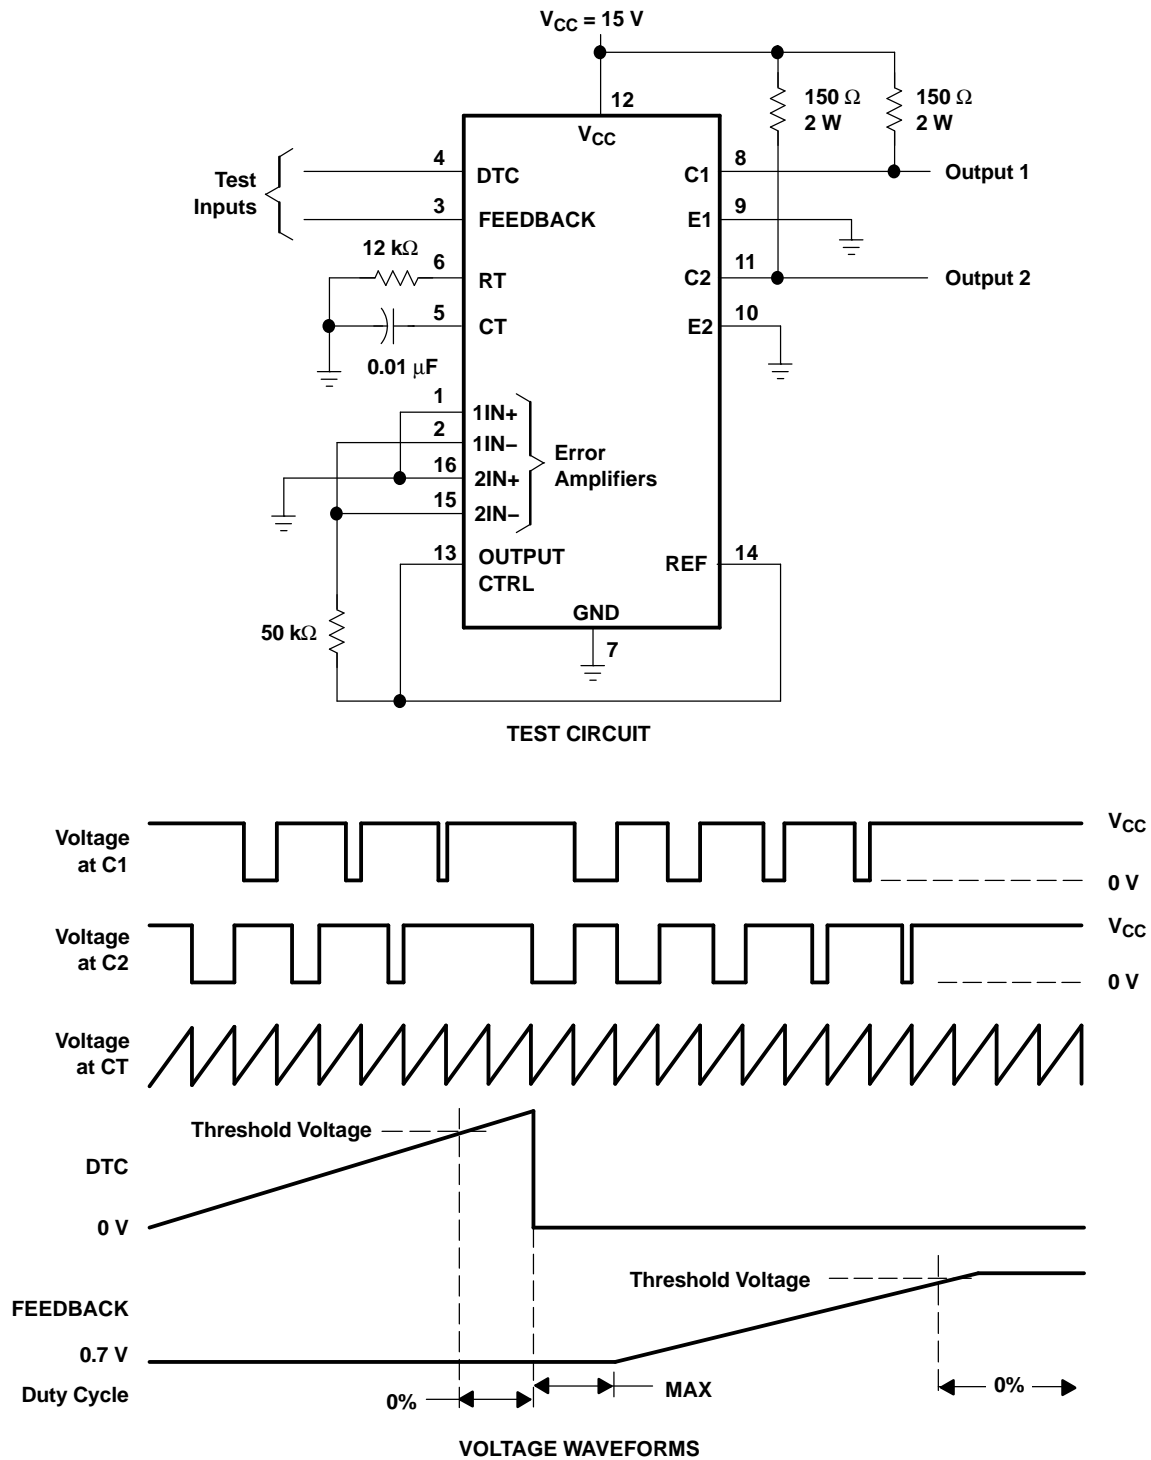 VCC = 15 V
12
150 Ω
2 W
150 Ω
2 W
VCC
Test
Inputs
4
DTC
C1
8
Output 1
3
FEEDBACK
E1
9
12 kΩ
6
RT
C2
11
Output 2
5
CT
E2
10
0.01 μF
1
1IN+
2
1IN−
16
2IN+
15
2IN−
Error
Amplifiers
13
OUTPUT
CTRL
REF
14
GND
50 kΩ
7
TEST CIRCUIT
Voltage
at C1
VCC
0 V
Voltage
at C2
VCC
0 V
Voltage
at CT
Threshold Voltage
DTC
0 V
Threshold Voltage
FEEDBACK
0.7 V
Duty Cycle
0%
MAX
0%
VOLTAGE WAVEFORMS